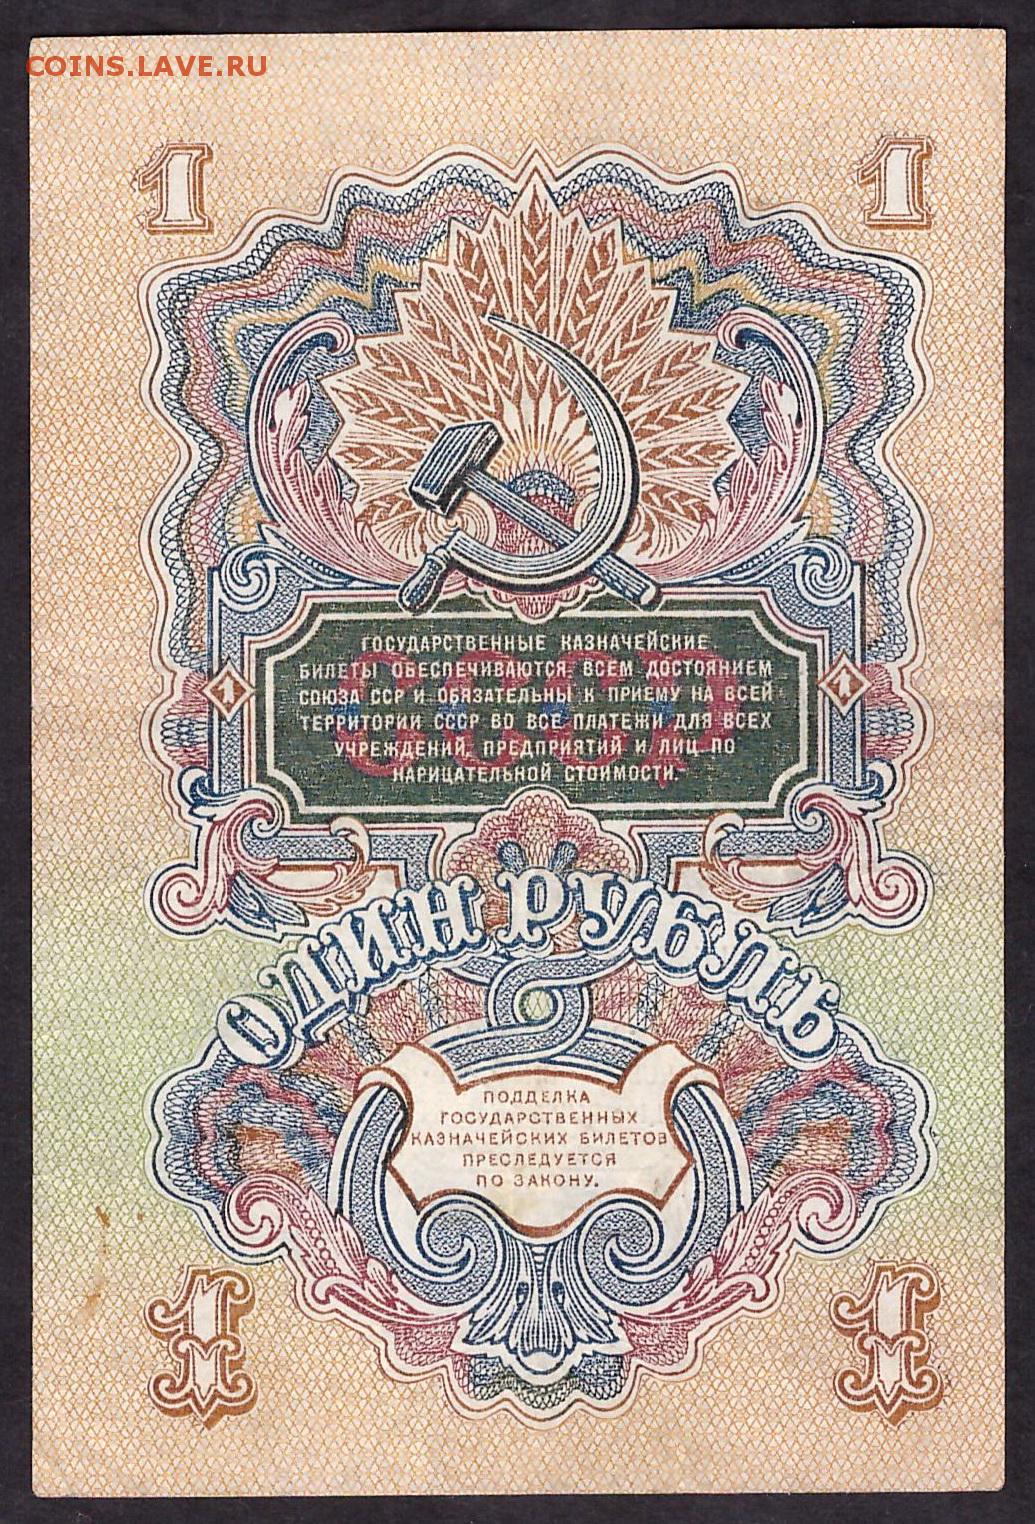 COINS.LAVE.RU
1 1
ГОСУДАРСТВЕННЫЕ КАЗНАЧЕЙСКИЕ
БИЛЕТЫ ОБЕСПЕЧИВАЮТСЯ ВСЕМ ДОСТОЯНИЕМ
СОЮЗА ССР И ОБЯЗАТЕЛЬНЫ К ПРИЕМУ НА ВСЕЙ
1 1
ТЕРРИТОРИИ СССР ВО ВСЕ ПЛАТЕЖИ ДЛЯ ВСЕХ
УЧРЕЖДЕНИЙ, ПРЕДПРИЯТИЙ И ЛИЦ ПО
НАРИЦАТЕЛЬНОЙ СТОИМОСТИ.
СССР
ОДИН РУБЛЬ
ПОДДЕЛКА
ГОСУДАРСТВЕННЫХ
КАЗНАЧЕЙСКИХ БИЛЕТОВ
ПРЕСЛЕДУЕТСЯ
ПО ЗАКОНУ.
1 1